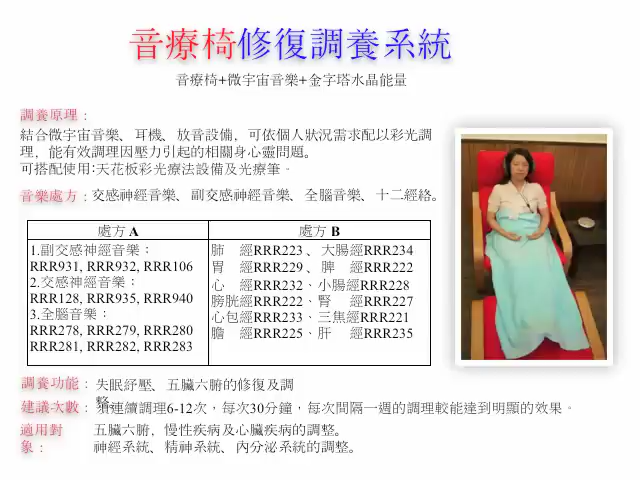 音療椅修復調養系統
音療椅+微宇宙音樂+金字塔水晶能量
調養原理：
結合微宇宙音樂、耳機、放音設備，可依個人狀況需求配以彩光調
理，能有效調理因壓力引起的相關身心靈問題。
可搭配使用:天花板彩光療法設備及光療筆。
音樂處方：交感神經音樂、副交感神經音樂、全腦音樂、十二經絡。
處方 A
1.副交感神經音樂：
RRR931, RRR932, RRR106
2.交感神經音樂：
RRR128, RRR935, RRR940
3.全腦音樂：
RRR278, RRR279, RRR280
RRR281, RRR282, RRR283
處方 B
肺　經RRR223 、大腸經RRR234
胃　經RRR229 、脾　經RRR222
心　經RRR232、小腸經RRR228
膀胱經RRR222、腎　經RRR227
心包經RRR233、三焦經RRR221
膽　經RRR225、肝　經RRR235
調養功能：失眠紓壓、五臟六腑的修復及調
整。
建議次數：須連續調理6-12次，每次30分鐘，每次間隔一週的調理較能達到明顯的效果。
適用對
象：
五臟六腑，慢性疾病及心臟疾病的調整。
神經系統、精神系統、內分泌系統的調整。